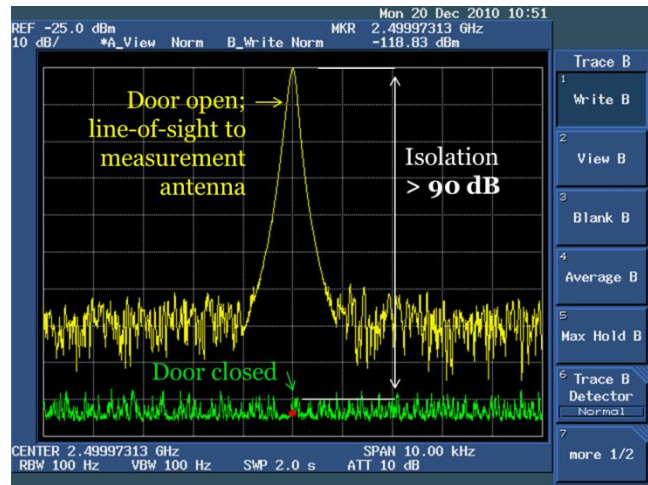 Mon 20 Dec 2010 10:51
REF -25.0 dBm MKR 2.49997313 GHz
10 dB/ *A_View Norm B_Write Norm -118.83 dBm
Trace B
1
Write B
2
View B
3
Blank B
4
Average B
5
Max Hold B
6 Trace B
Detector
Normal
7
more 1/2
Door open;
line-of-sight to
measurement
antenna
Isolation
> 90 dB
Door closed
CENTER 2.49997313 GHz SPAN 10.00 kHz
RBW 100 Hz VBW 100 Hz SWP 2.0 s ATT 10 dB